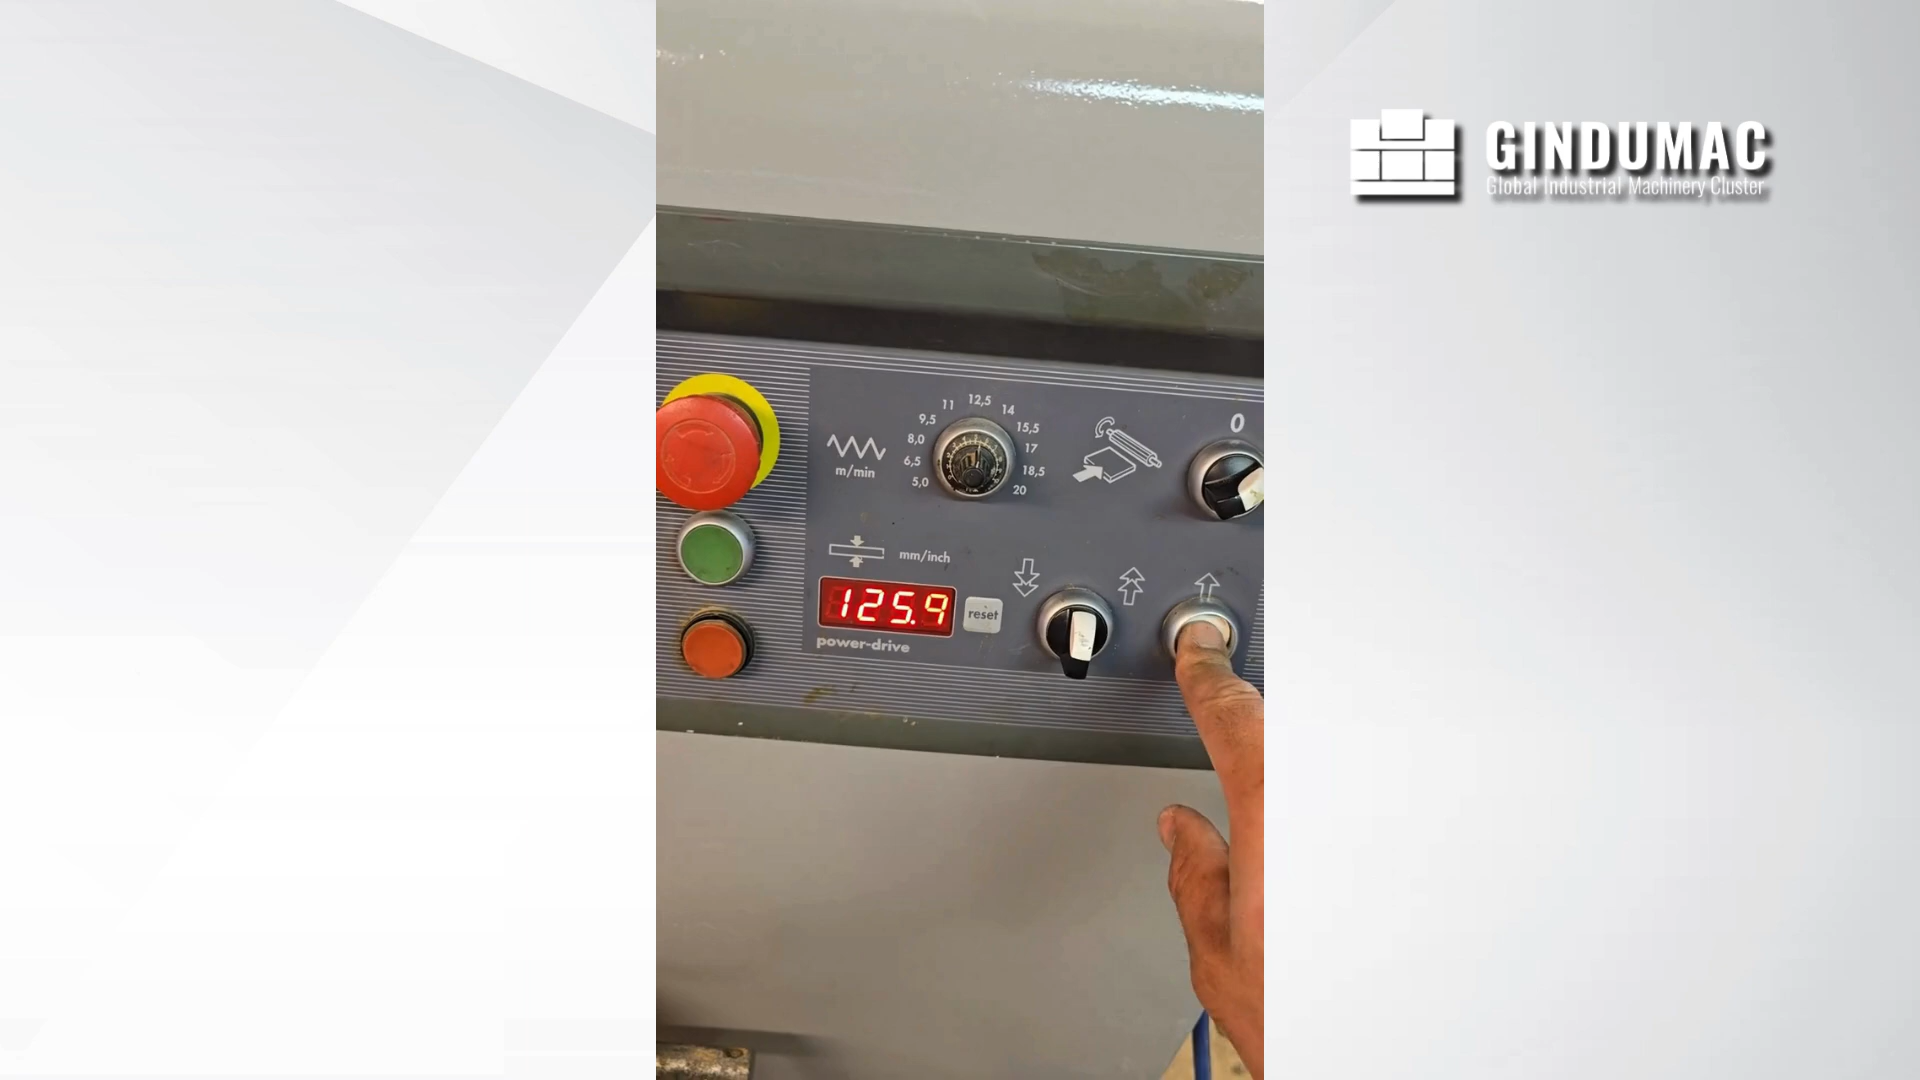 GINDUMAC
Global Industrial Machinery Cluster
11 12,5 14
9,5 15,5
8,0 17
6,5 18,5
5,0 20
m/min
0
mm/inch
125.9
reset
power-drive